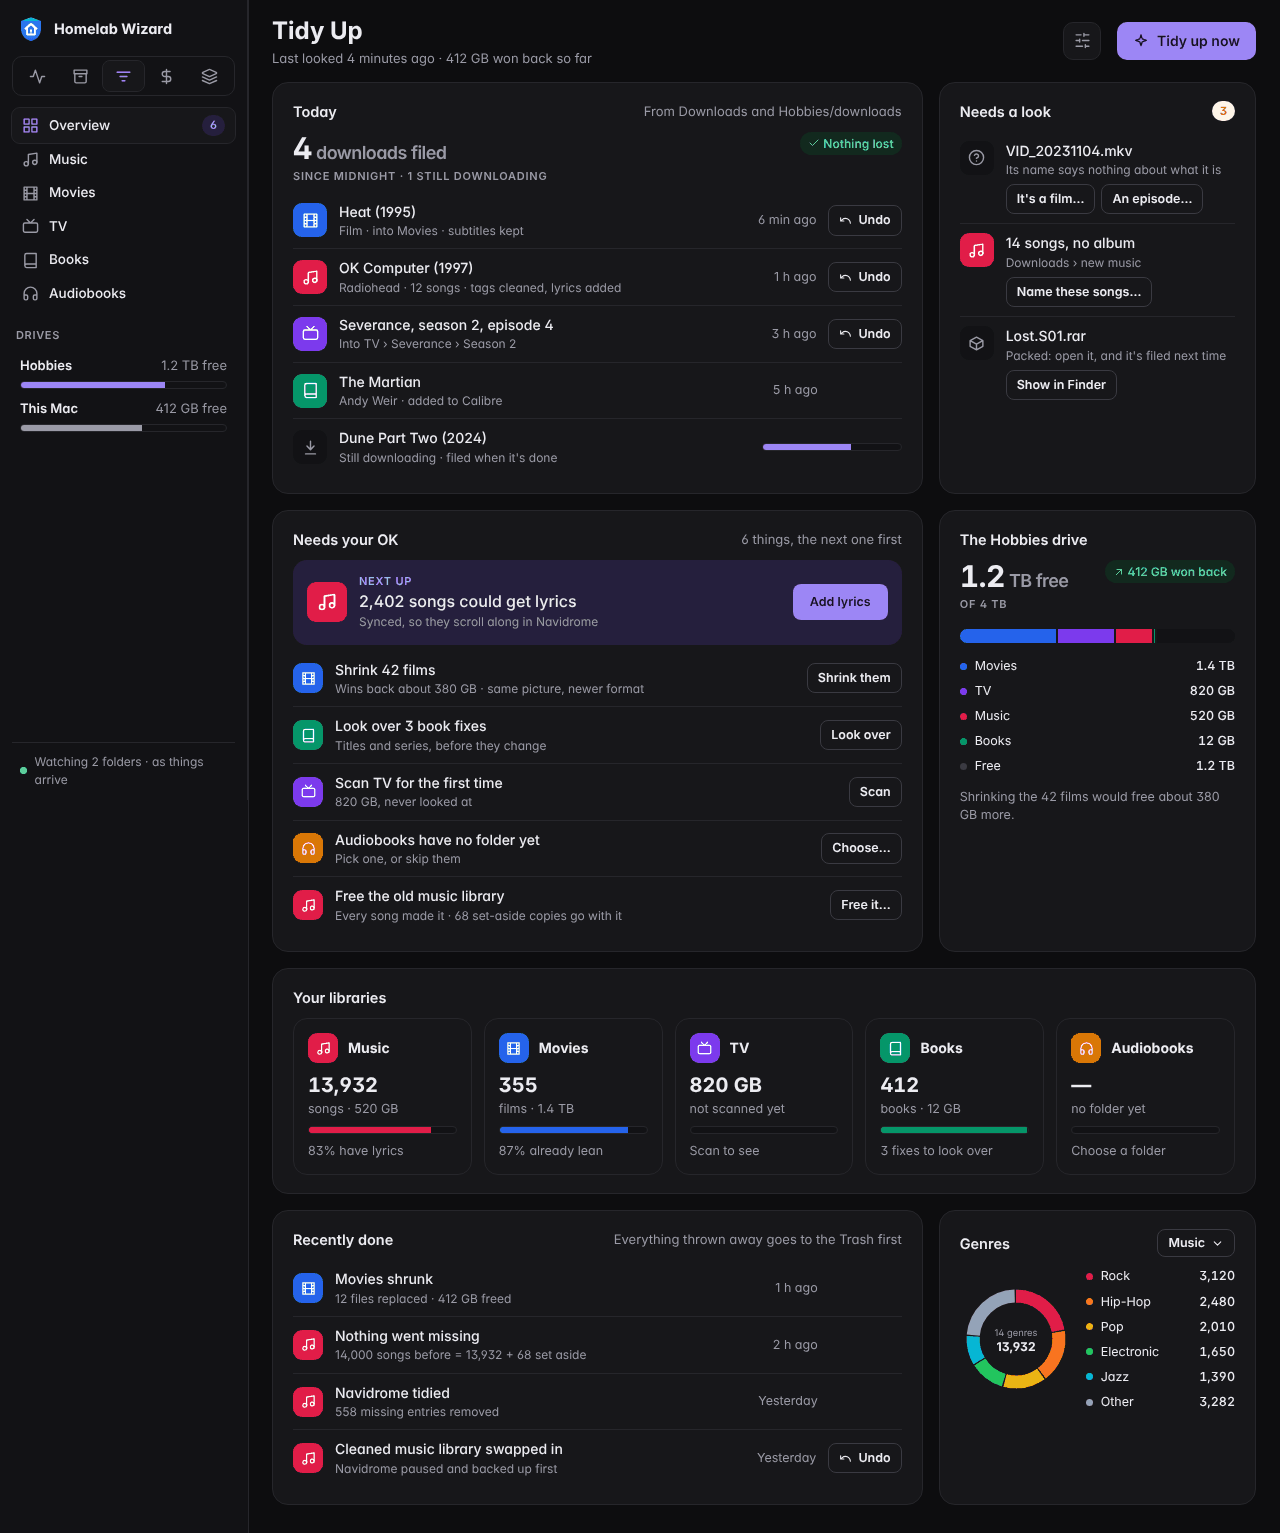 Homelab Wizard
Overview
6
Music
Movies
TV
Books
Audiobooks
DRIVES
Hobbies
1.2 TB free
This Mac
412 GB free
Watching 2 folders · as things
arrive
Tidy Up
Last looked 4 minutes ago · 412 GB won back so far
Tidy up now
Today
From Downloads and Hobbies/downloads
4 downloads filed
Nothing lost
SINCE MIDNIGHT · 1 STILL DOWNLOADING
Heat (1995)
Film · into Movies · subtitles kept
6 min ago
Undo
OK Computer (1997)
Radiohead · 12 songs · tags cleaned, lyrics added
1 h ago
Undo
Severance, season 2, episode 4
Into TV › Severance › Season 2
3 h ago
Undo
The Martian
Andy Weir · added to Calibre
5 h ago
Dune Part Two (2024)
Still downloading · filed when it's done
Needs a look
3
VID_20231104.mkv
Its name says nothing about what it is
It's a film...
An episode...
14 songs, no album
Downloads › new music
Name these songs...
Lost.S01.rar
Packed: open it, and it's filed next time
Show in Finder
Needs your OK
6 things, the next one first
NEXT UP
2,402 songs could get lyrics
Synced, so they scroll along in Navidrome
Add lyrics
Shrink 42 films
Wins back about 380 GB · same picture, newer format
Shrink them
Look over 3 book fixes
Titles and series, before they change
Look over
Scan TV for the first time
820 GB, never looked at
Scan
Audiobooks have no folder yet
Pick one, or skip them
Choose...
Free the old music library
Every song made it · 68 set-aside copies go with it
Free it...
The Hobbies drive
1.2 TB free
412 GB won back
OF 4 TB
Movies
1.4 TB
TV
820 GB
Music
520 GB
Books
12 GB
Free
1.2 TB
Shrinking the 42 films would free about 380
GB more.
Your libraries
Music
13,932
songs · 520 GB
83% have lyrics
Movies
355
films · 1.4 TB
87% already lean
TV
820 GB
not scanned yet
Scan to see
Books
412
books · 12 GB
3 fixes to look over
Audiobooks
—
no folder yet
Choose a folder
Recently done
Everything thrown away goes to the Trash first
Movies shrunk
12 files replaced · 412 GB freed
1 h ago
Nothing went missing
14,000 songs before = 13,932 + 68 set aside
2 h ago
Navidrome tidied
558 missing entries removed
Yesterday
Cleaned music library swapped in
Navidrome paused and backed up first
Yesterday
Undo
Genres
Music
14 genres
13,932
Rock
3,120
Hip-Hop
2,480
Pop
2,010
Electronic
1,650
Jazz
1,390
Other
3,282